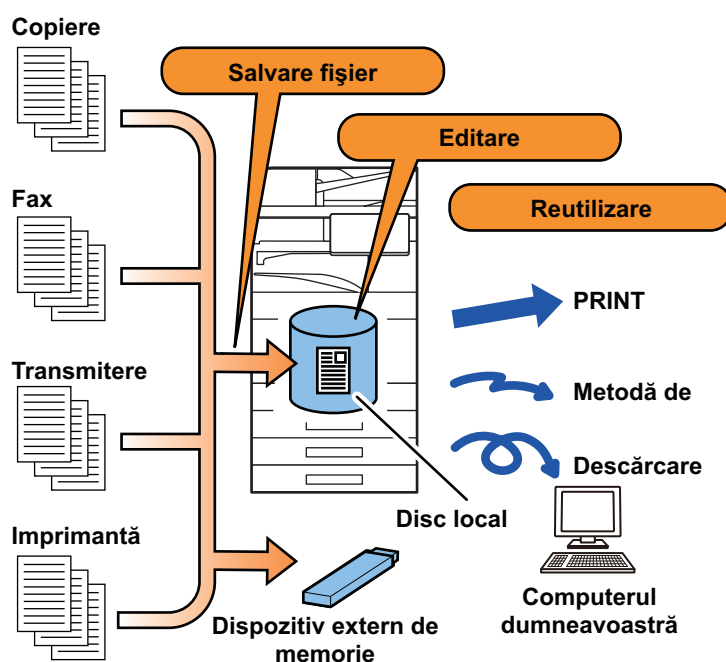 Copiere
Salvare fişier
Editare
Fax
Reutilizare
PRINT
Transmitere
Metodă de
Descărcare
Disc local
Imprimantă
Computerul
dumneavoastră
Dispozitiv extern de
memorie